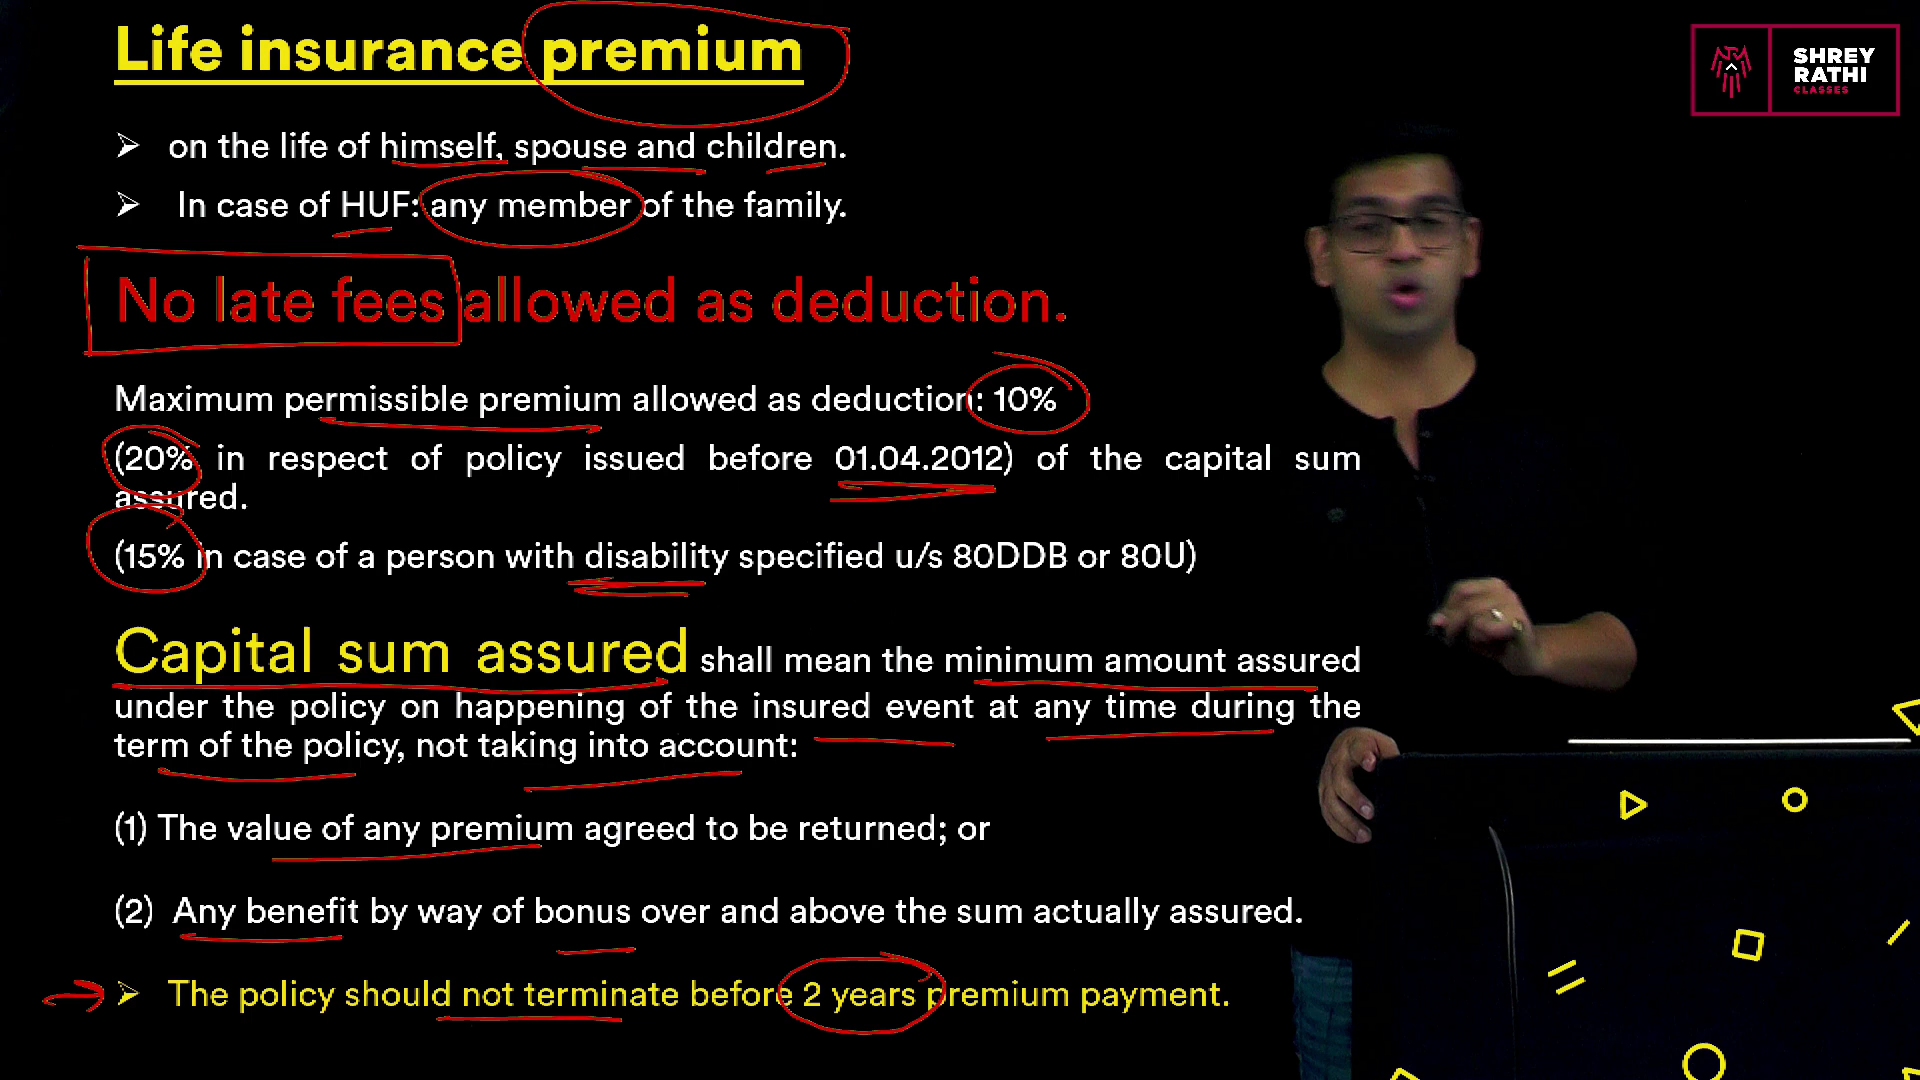 Life insurance premium
SHREY
RATHI
CLASSES
➢ on the life of himself, spouse and children.
➢ In case of HUF: any member of the family.
No late fees allowed as deduction.
Maximum permissible premium allowed as deduction: 10%
(20% in respect of policy issued before 01.04.2012) of the capital sum
assured.
(15% in case of a person with disability specified u/s 80DDB or 80U)
Capital sum assured shall mean the minimum amount assured
under the policy on happening of the insured event at any time during the
term of the policy, not taking into account:
(1) The value of any premium agreed to be returned; or
(2) Any benefit by way of bonus over and above the sum actually assured.
➢ The policy should not terminate before 2 years premium payment.